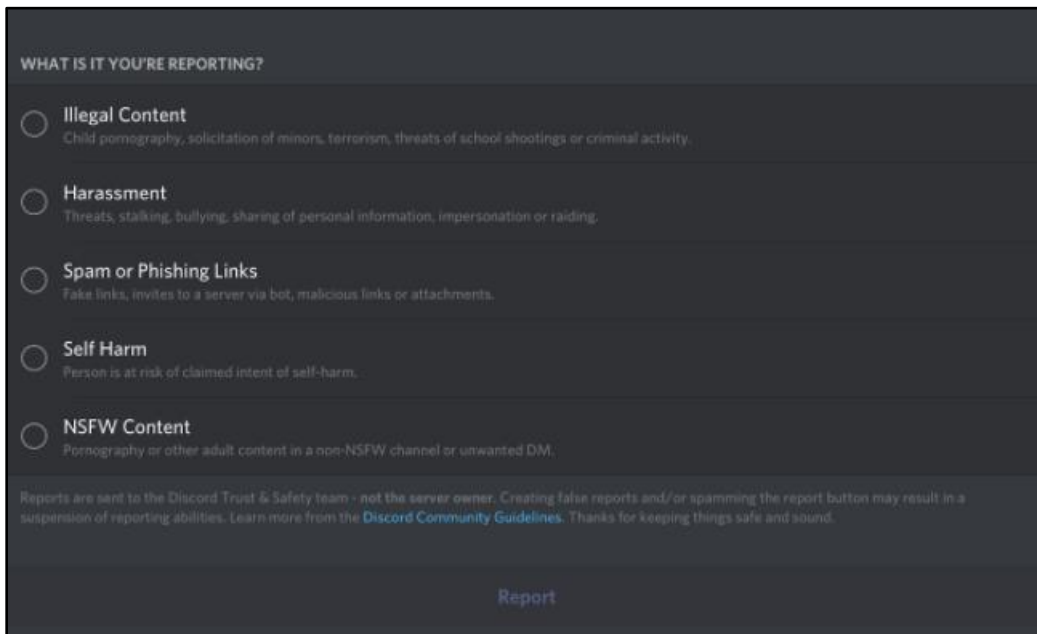 WHAT IS IT YOU'RE REPORTING?
Illegal Content
Child pornography, solicitation of minors, terrorism, threats of school shootings or criminal activity.
Harassment
Threats, stalking, bullying, sharing of personal information, impersonation or raiding.
Spam or Phishing Links
Fake links, invites to a server via bot, malicious links or attachments.
Self Harm
Person is at risk of claimed intent of self-harm.
NSFW Content
Pornography or other adult content in a non-NSFW channel or unwanted DM.
Reports are sent to the Discord Trust & Safety team - not the server owner. Creating false reports and/or spamming the report button may result in a
suspension of reporting abilities. Learn more from the Discord Community Guidelines. Thanks for keeping things safe and sound.
Report